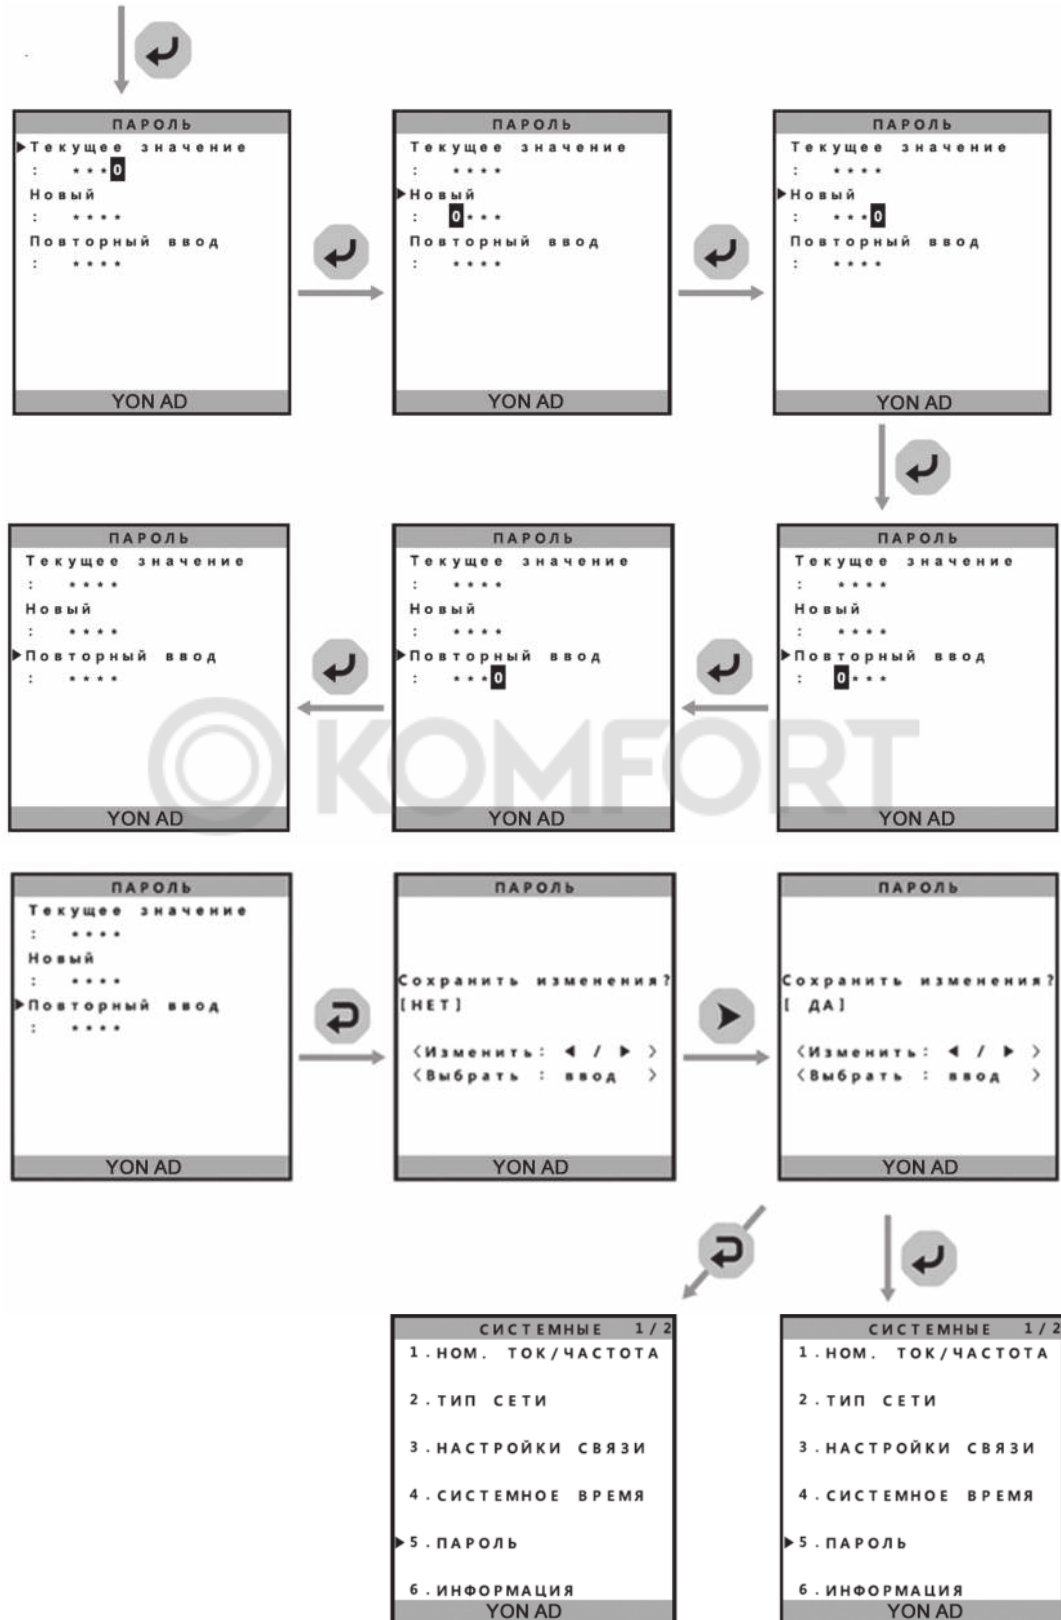 ПАРОЛЬ
Текущее значение
: ***0
Новый
: ****
Повторный ввод
: ****
YON AD
ПАРОЛЬ
Текущее значение
: ****
Новый
: 0***
Повторный ввод
: ****
YON AD
ПАРОЛЬ
Текущее значение
: ****
Новый
: ***0
Повторный ввод
: ****
YON AD
ПАРОЛЬ
Текущее значение
: ****
Новый
: ****
Повторный ввод
: ****
YON AD
ПАРОЛЬ
Текущее значение
: ****
Новый
: ****
Повторный ввод
: ***0
YON AD
ПАРОЛЬ
Текущее значение
: ****
Новый
: ****
Повторный ввод
: 0***
YON AD
KOMFORT
ПАРОЛЬ
Текущее значение
: ****
Новый
: ****
Повторный ввод
: ****
YON AD
ПАРОЛЬ
Сохранить изменения?
[НЕТ]
<Изменить: ◀ / ▶ >
<Выбрать : ввод >
YON AD
ПАРОЛЬ
Сохранить изменения?
[ ДА]
<Изменить: ◀ / ▶ >
<Выбрать : ввод >
YON AD
СИСТЕМНЫЕ 1/2
1.НОМ. ТОК/ЧАСТОТА
2.ТИП СЕТИ
3.НАСТРОЙКИ СВЯЗИ
4.СИСТЕМНОЕ ВРЕМЯ
5.ПАРОЛЬ
6.ИНФОРМАЦИЯ
YON AD
СИСТЕМНЫЕ 1/2
1.НОМ. ТОК/ЧАСТОТА
2.ТИП СЕТИ
3.НАСТРОЙКИ СВЯЗИ
4.СИСТЕМНОЕ ВРЕМЯ
5.ПАРОЛЬ
6.ИНФОРМАЦИЯ
YON AD